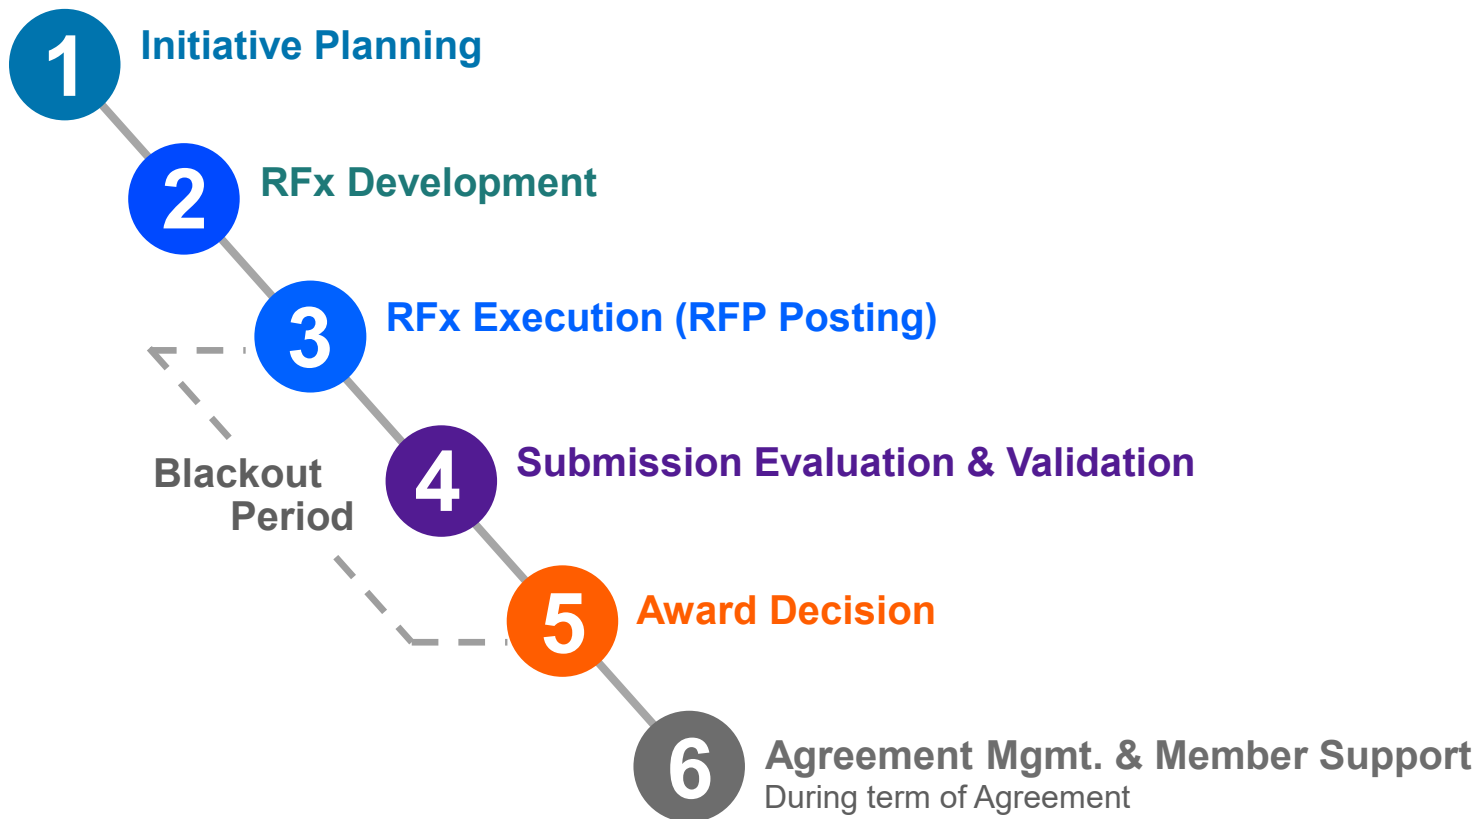 1
Initiative Planning
2
RFx Development
3
RFx Execution (RFP Posting)
4
Submission Evaluation & Validation
Blackout
Period
5
Award Decision
6
Agreement Mgmt. & Member Support
During term of Agreement